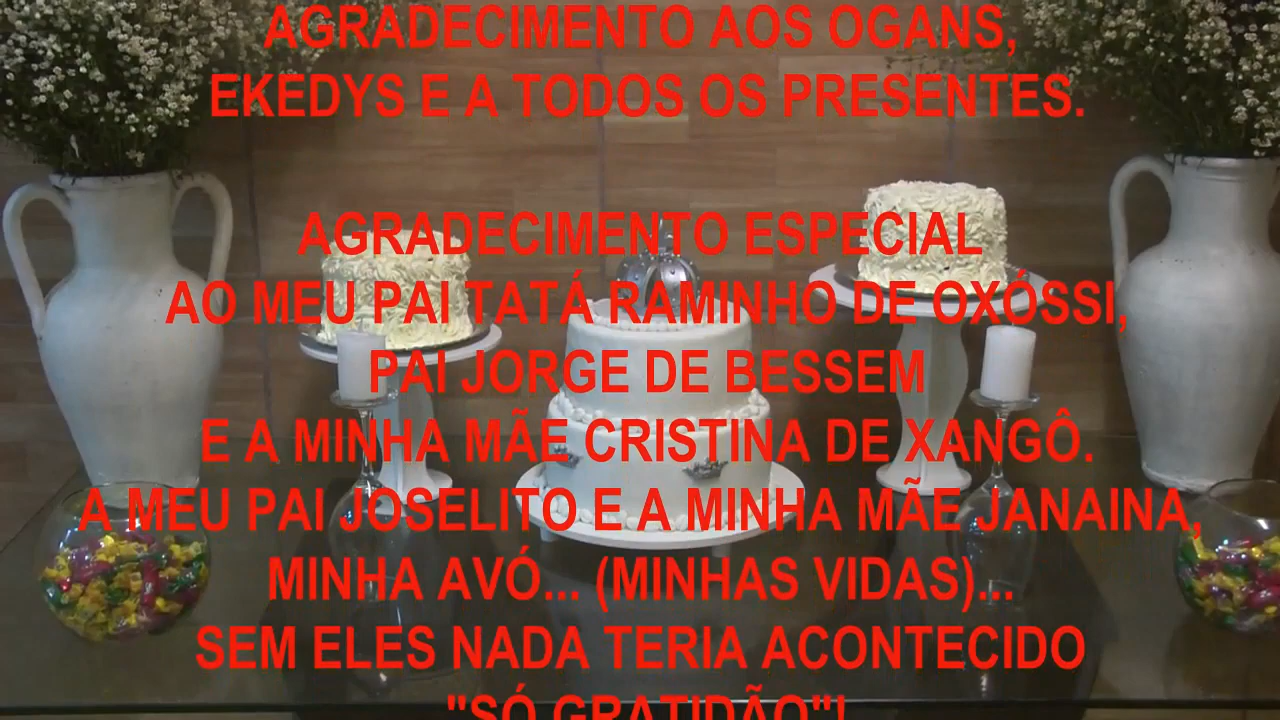 AGRADECIMENTO AOS OGANS,
EKEDYS E A TODOS OS PRESENTES.
AGRADECIMENTO ESPECIAL
AO MEU PAI TATÁ RAMINHO DE OXÓSSI,
PAI JORGE DE BESSEM
E A MINHA MÃE CRISTINA DE XANGÔ.
A MEU PAI JOSELITO E A MINHA MÃE JANAINA,
MINHA AVÓ... (MINHAS VIDAS)...
SEM ELES NADA TERIA ACONTECIDO
"SÓ GRATIDÃO"!